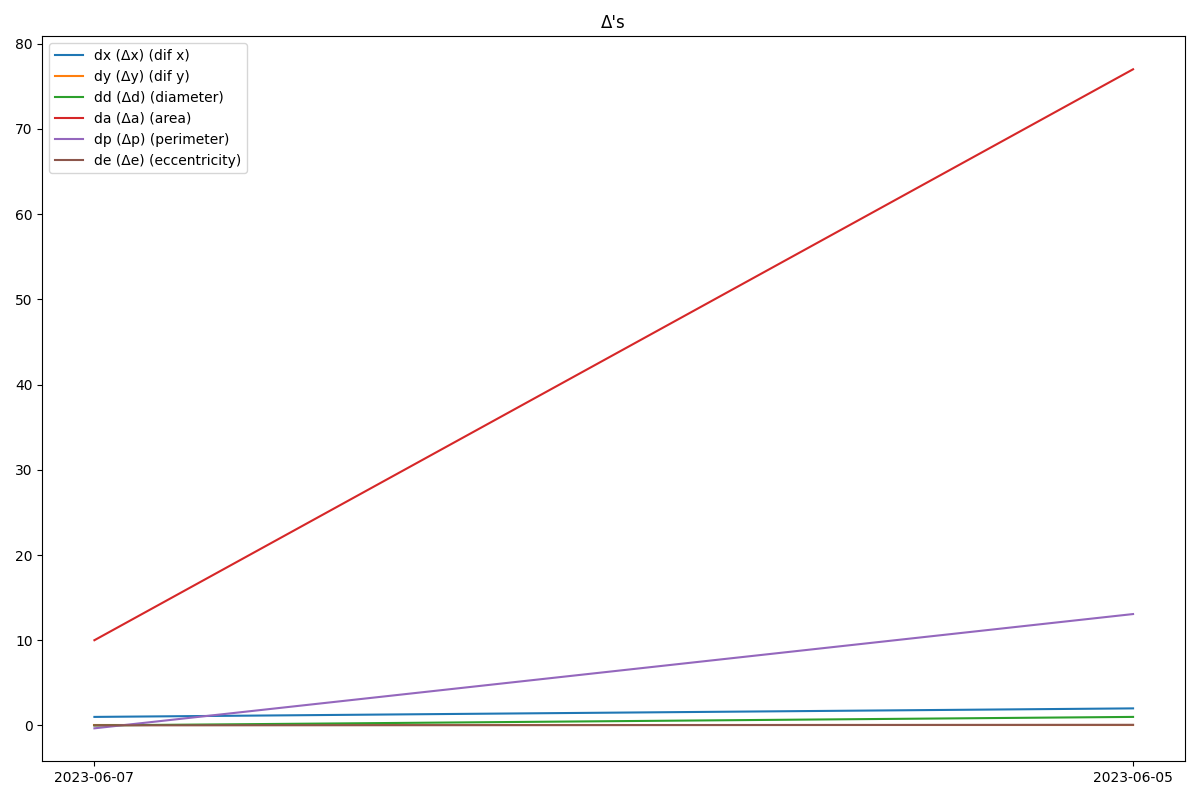 Δ's
80
70
60
50
40
30
20
10
0
dx (Δx) (dif x)
dy (Δy) (dif y)
dd (Δd) (diameter)
da (Δa) (area)
dp (Δp) (perimeter)
de (Δe) (eccentricity)
2023-06-07
2023-06-05